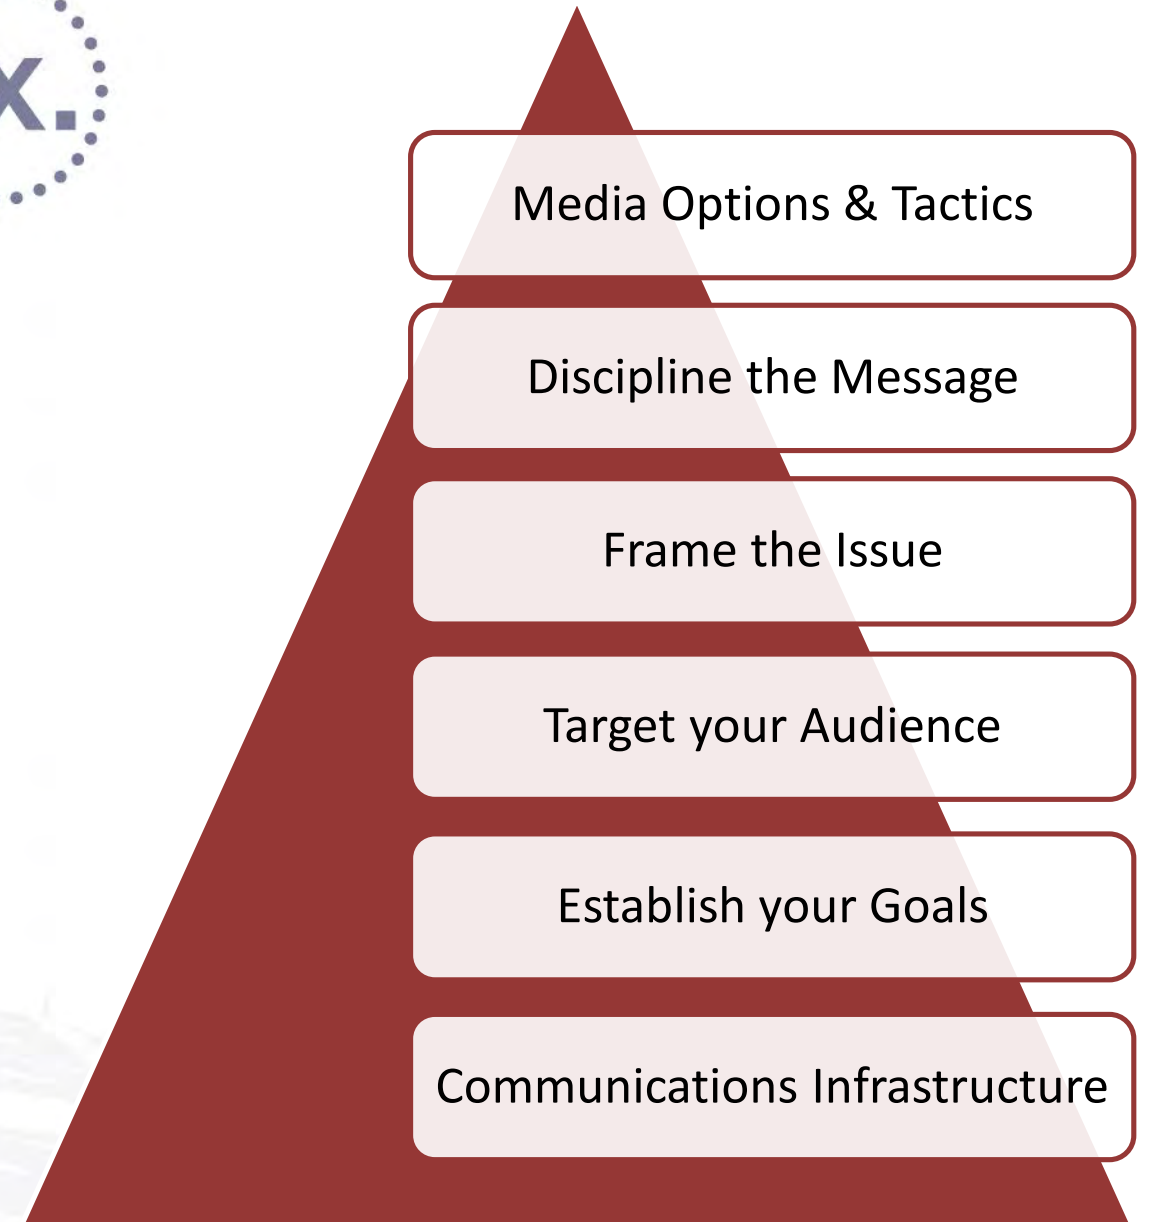 x.
Media Options & Tactics
Discipline the Message
Frame the Issue
Target your Audience
Establish your Goals
Communications Infrastructure